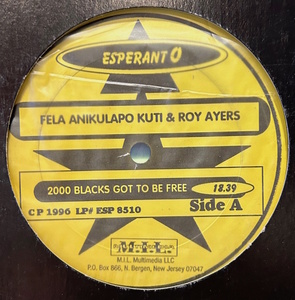 ESPERANTO
FELA ANIKULAPO KUTI & ROY AYERS
2000 BLACKS GOT TO BE FREE 18.39
Side A
C P 1996 LP# ESP 8510
M.I.L.
M.I.L. Multimedia LLC
P.O. Box 866, N. Bergen, New Jersey 07047